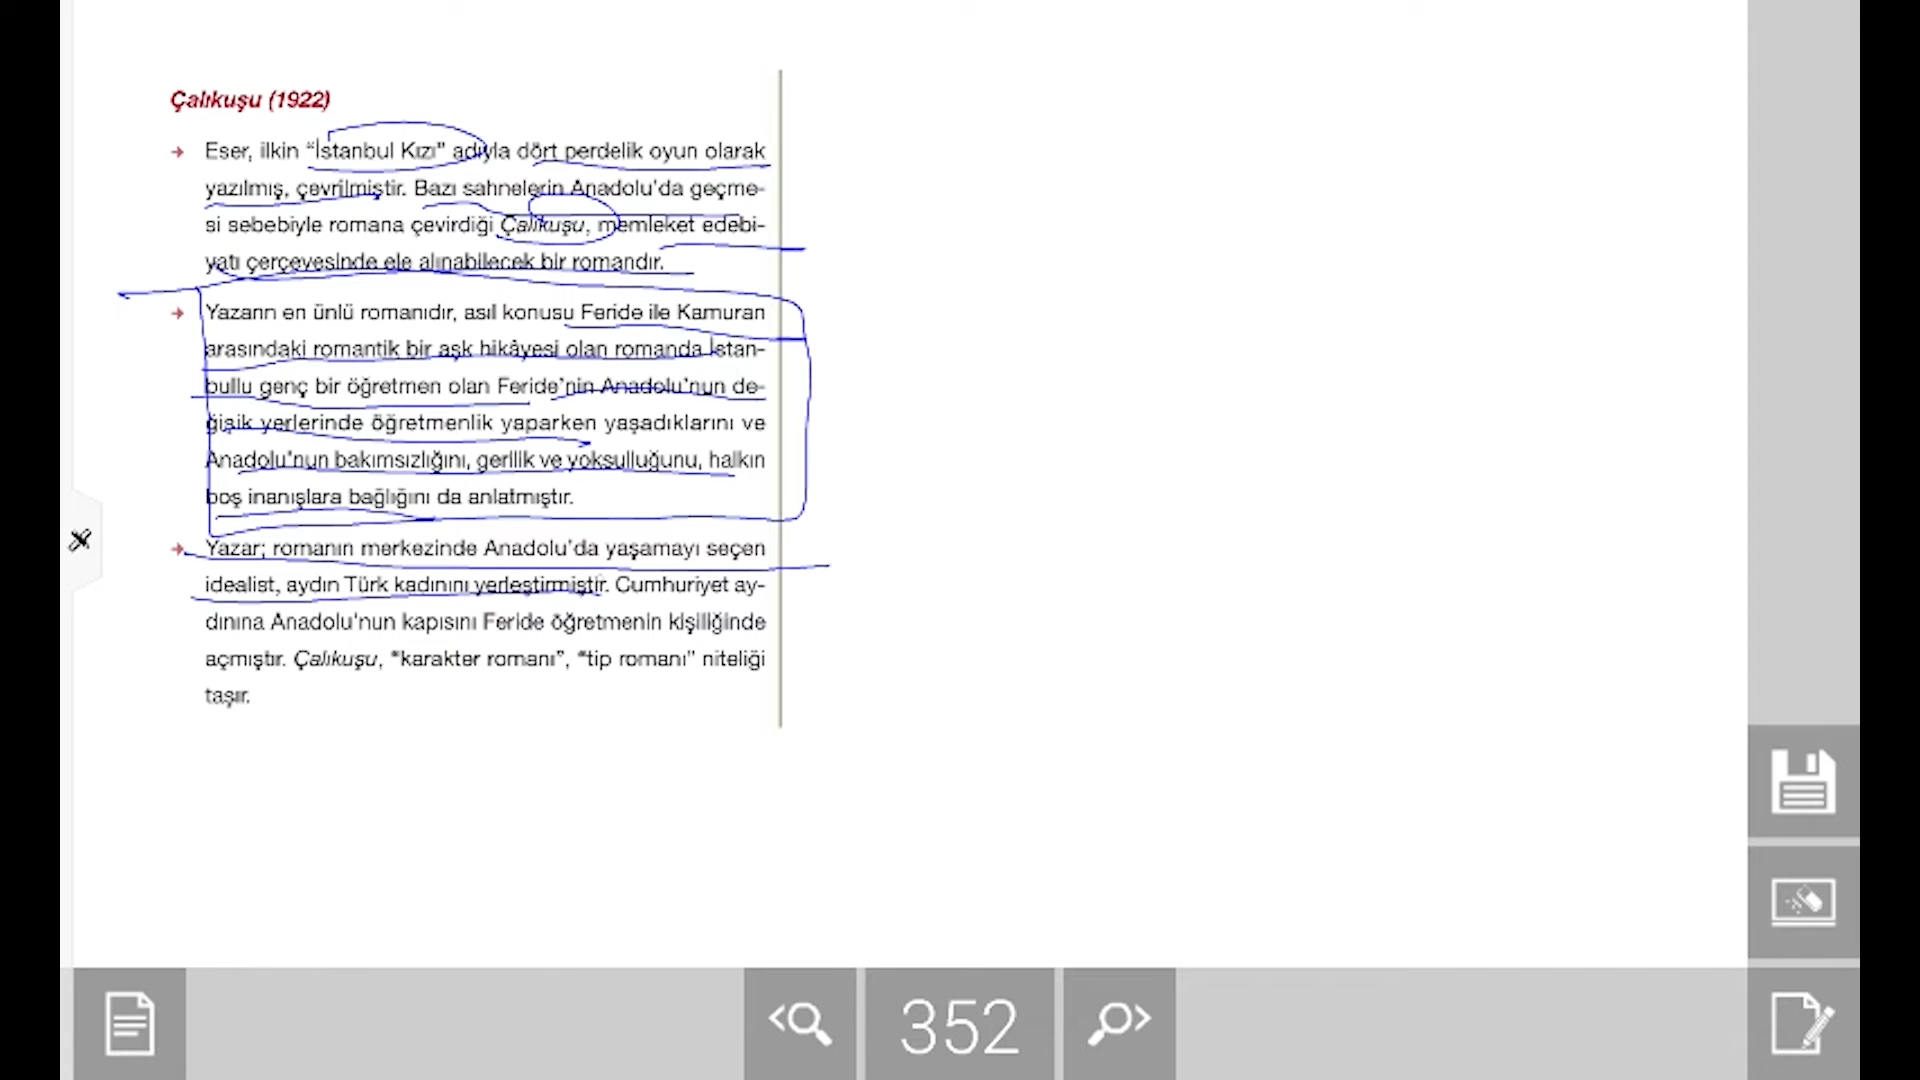 Çalıkuşu (1922)
Eser, ilkin “İstanbul Kızı” adıyla dört perdelik oyun olarak
yazılmış, çevrilmiştir. Bazı sahnelerin Anadolu’da geçme-
si sebebiyle romana çevirdiği Çalıkuşu, memleket edebi-
yatı çerçevesinde ele alınabilecek bir romandır.
Yazarın en ünlü romanıdır, asıl konusu Feride ile Kamuran
arasındaki romantik bir aşk hikâyesi olan romanda İstan-
bullu genç bir öğretmen olan Feride’nin Anadolu’nun de-
ğişik yerlerinde öğretmenlik yaparken yaşadıklarını ve
Anadolu’nun bakımsızlığını, gerilik ve yoksulluğunu, halkın
boş inanışlara bağlığını da anlatmıştır.
Yazar; romanın merkezinde Anadolu’da yaşamayı seçen
idealist, aydın Türk kadınını yerleştirmiştir. Cumhuriyet ay-
dınına Anadolu’nun kapısını Feride öğretmenin kişiliğinde
açmıştır. Çalıkuşu, “karakter romanı”, “tip romanı” niteliği
taşır.
352